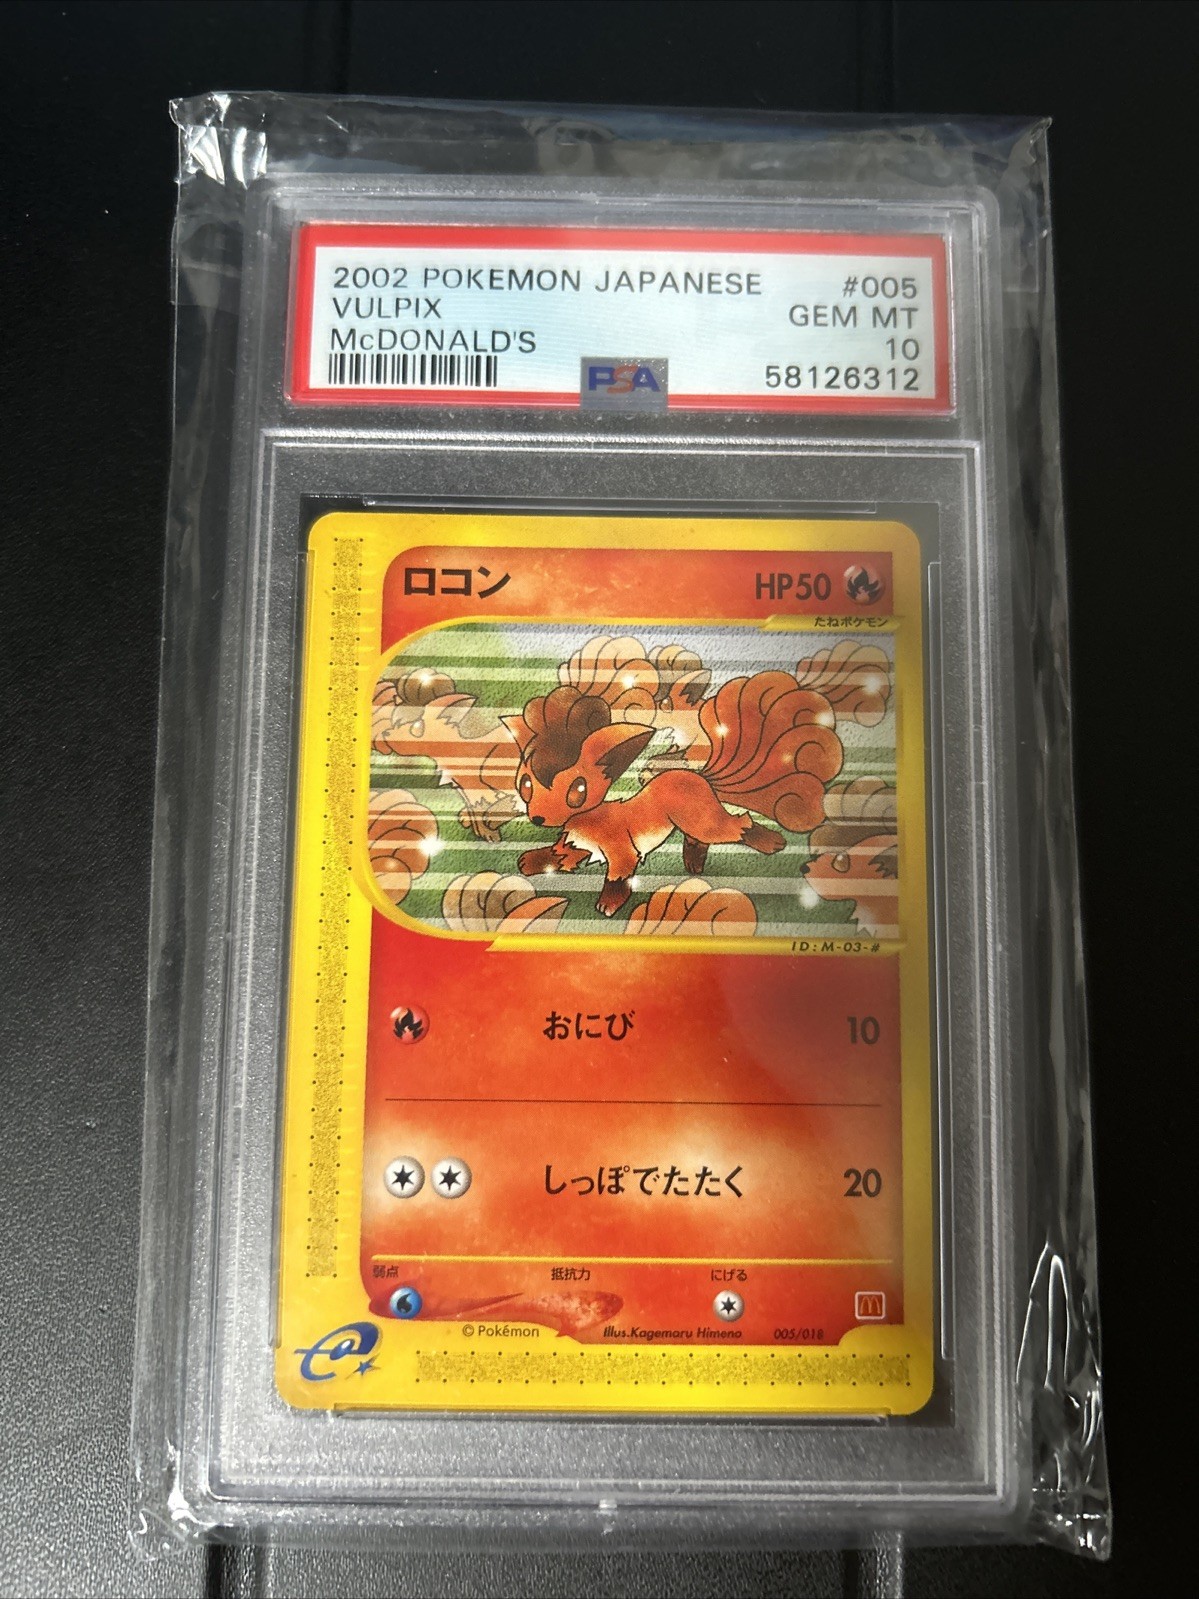 2002 POKEMON JAPANESE #005
VULPIX GEM MT
McDONALD'S 10
PSA 58126312
ロコン HP50
たねポケモン
ID:M-03-#
おにび 10
しっぽでたたく 20
弱点 抵抗力 にげる
© Pokémon Illus.Kagemaru Himeno 005/018
e